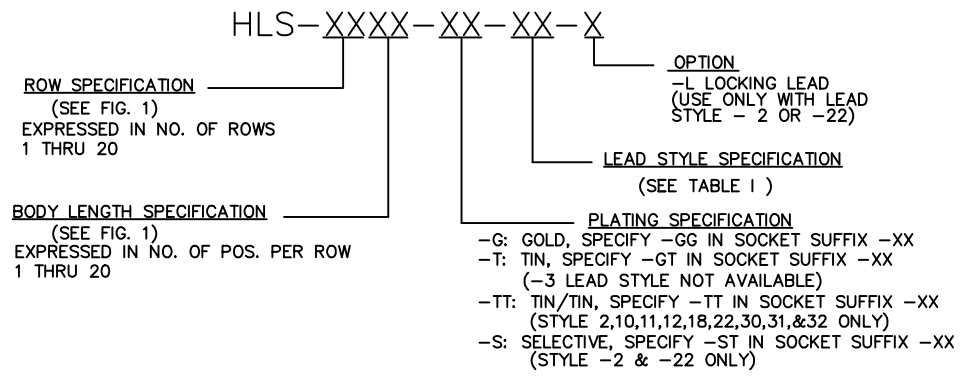 HLS-XXXX-XX-XX-X
ROW SPECIFICATION
(SEE FIG. 1)
EXPRESSED IN NO. OF ROWS
1 THRU 20
BODY LENGTH SPECIFICATION
(SEE FIG. 1)
EXPRESSED IN NO. OF POS. PER ROW
1 THRU 20
OPTION
-L LOCKING LEAD
(USE ONLY WITH LEAD
STYLE - 2 OR -22)
LEAD STYLE SPECIFICATION
(SEE TABLE I )
PLATING SPECIFICATION
-G: GOLD, SPECIFY -GG IN SOCKET SUFFIX -XX
-T: TIN, SPECIFY -GT IN SOCKET SUFFIX -XX
(-3 LEAD STYLE NOT AVAILABLE)
-TT: TIN/TIN, SPECIFY -TT IN SOCKET SUFFIX -XX
(STYLE 2,10,11,12,18,22,30,31,&32 ONLY)
-S: SELECTIVE, SPECIFY -ST IN SOCKET SUFFIX -XX
(STYLE -2 & -22 ONLY)